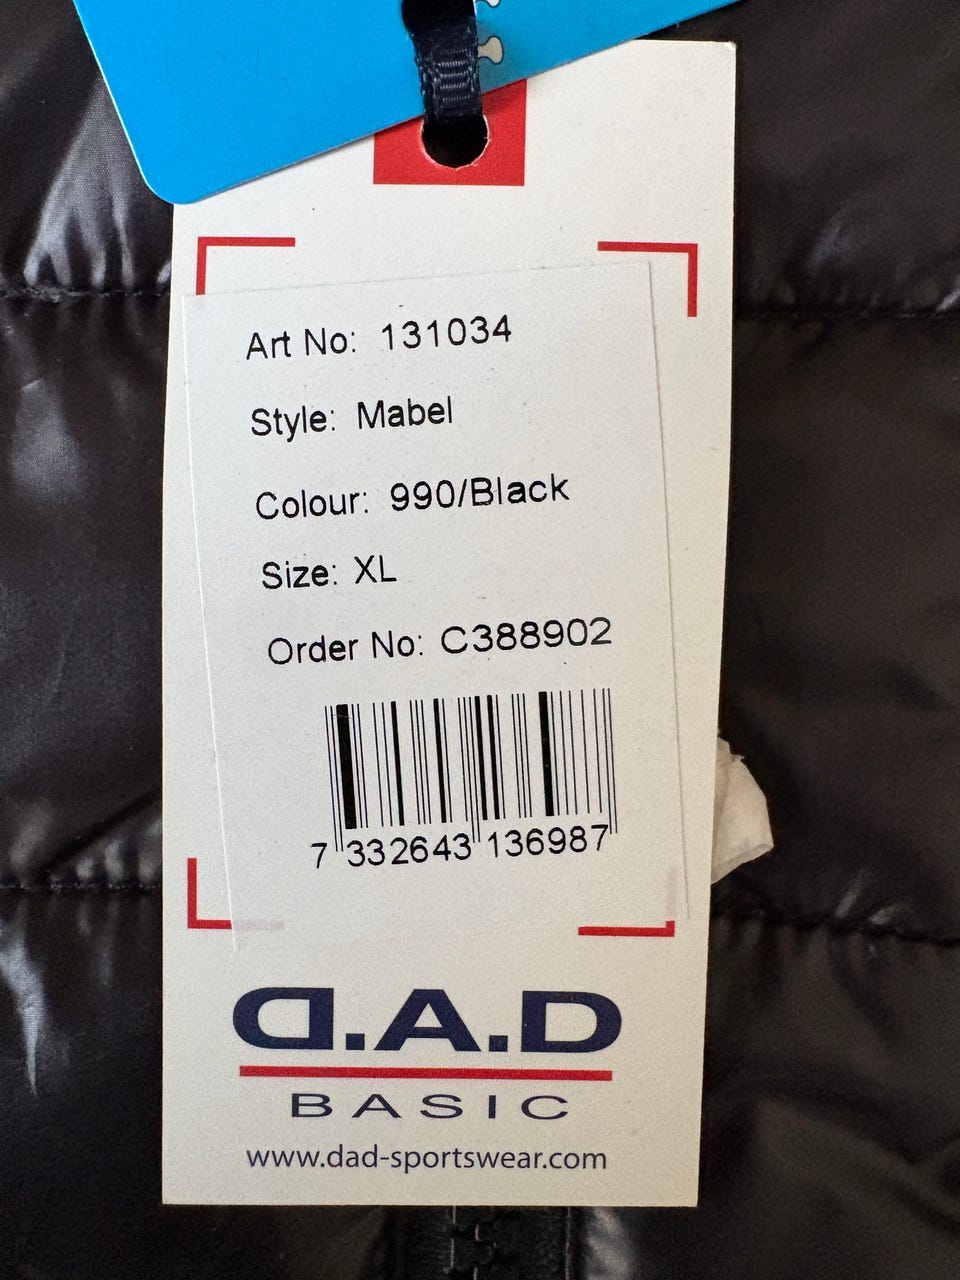 Art No: 131034
Style: Mabel
Colour: 990/Black
Size: XL
Order No: C388902
7 332643 136987
D.A.D
BASIC
www.dad-sportswear.com